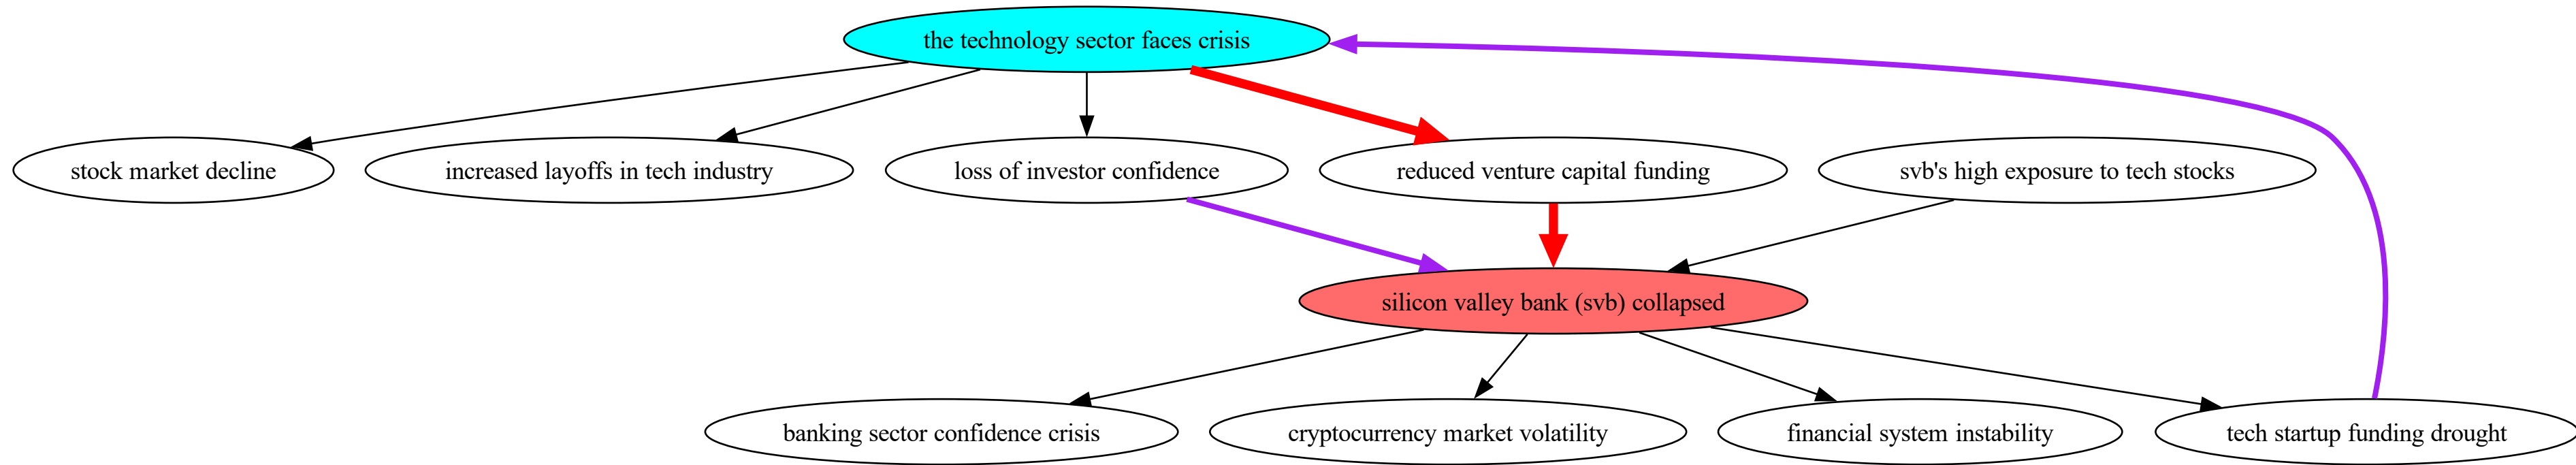 the technology sector faces crisis
stock market decline
increased layoffs in tech industry
loss of investor confidence
reduced venture capital funding
svb's high exposure to tech stocks
silicon valley bank (svb) collapsed
banking sector confidence crisis
cryptocurrency market volatility
financial system instability
tech startup funding drought